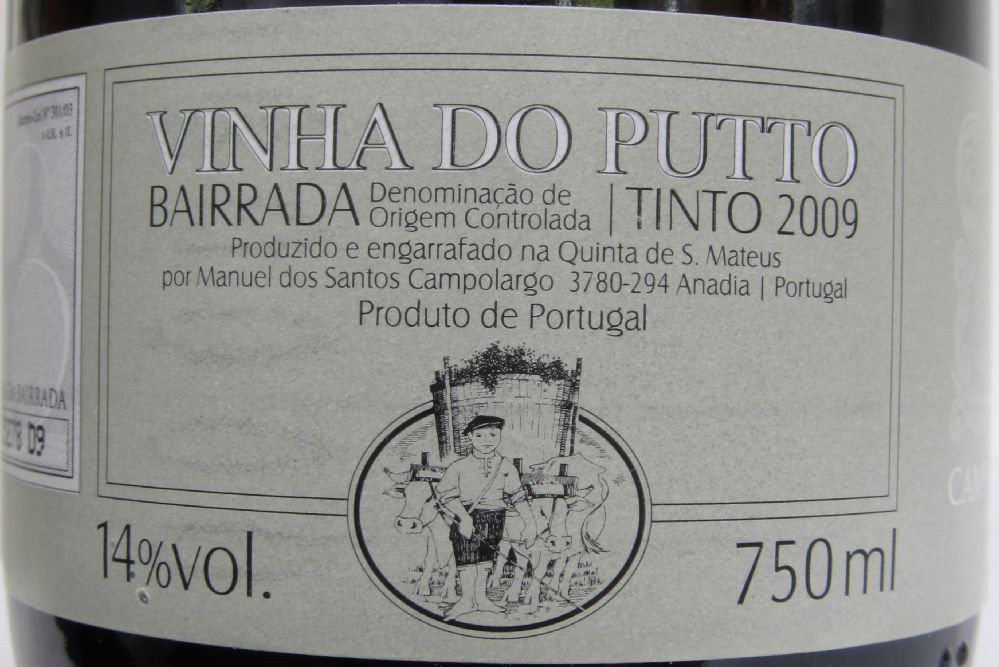 VINHA DO PUTTO
BAIRRADA Denominação de Origem Controlada | TINTO 2009
Produzido e engarrafado na Quinta de S. Mateus
por Manuel dos Santos Campolargo 3780-294 Anadia | Portugal
Produto de Portugal
14%vol.
750ml
BAIRRADA